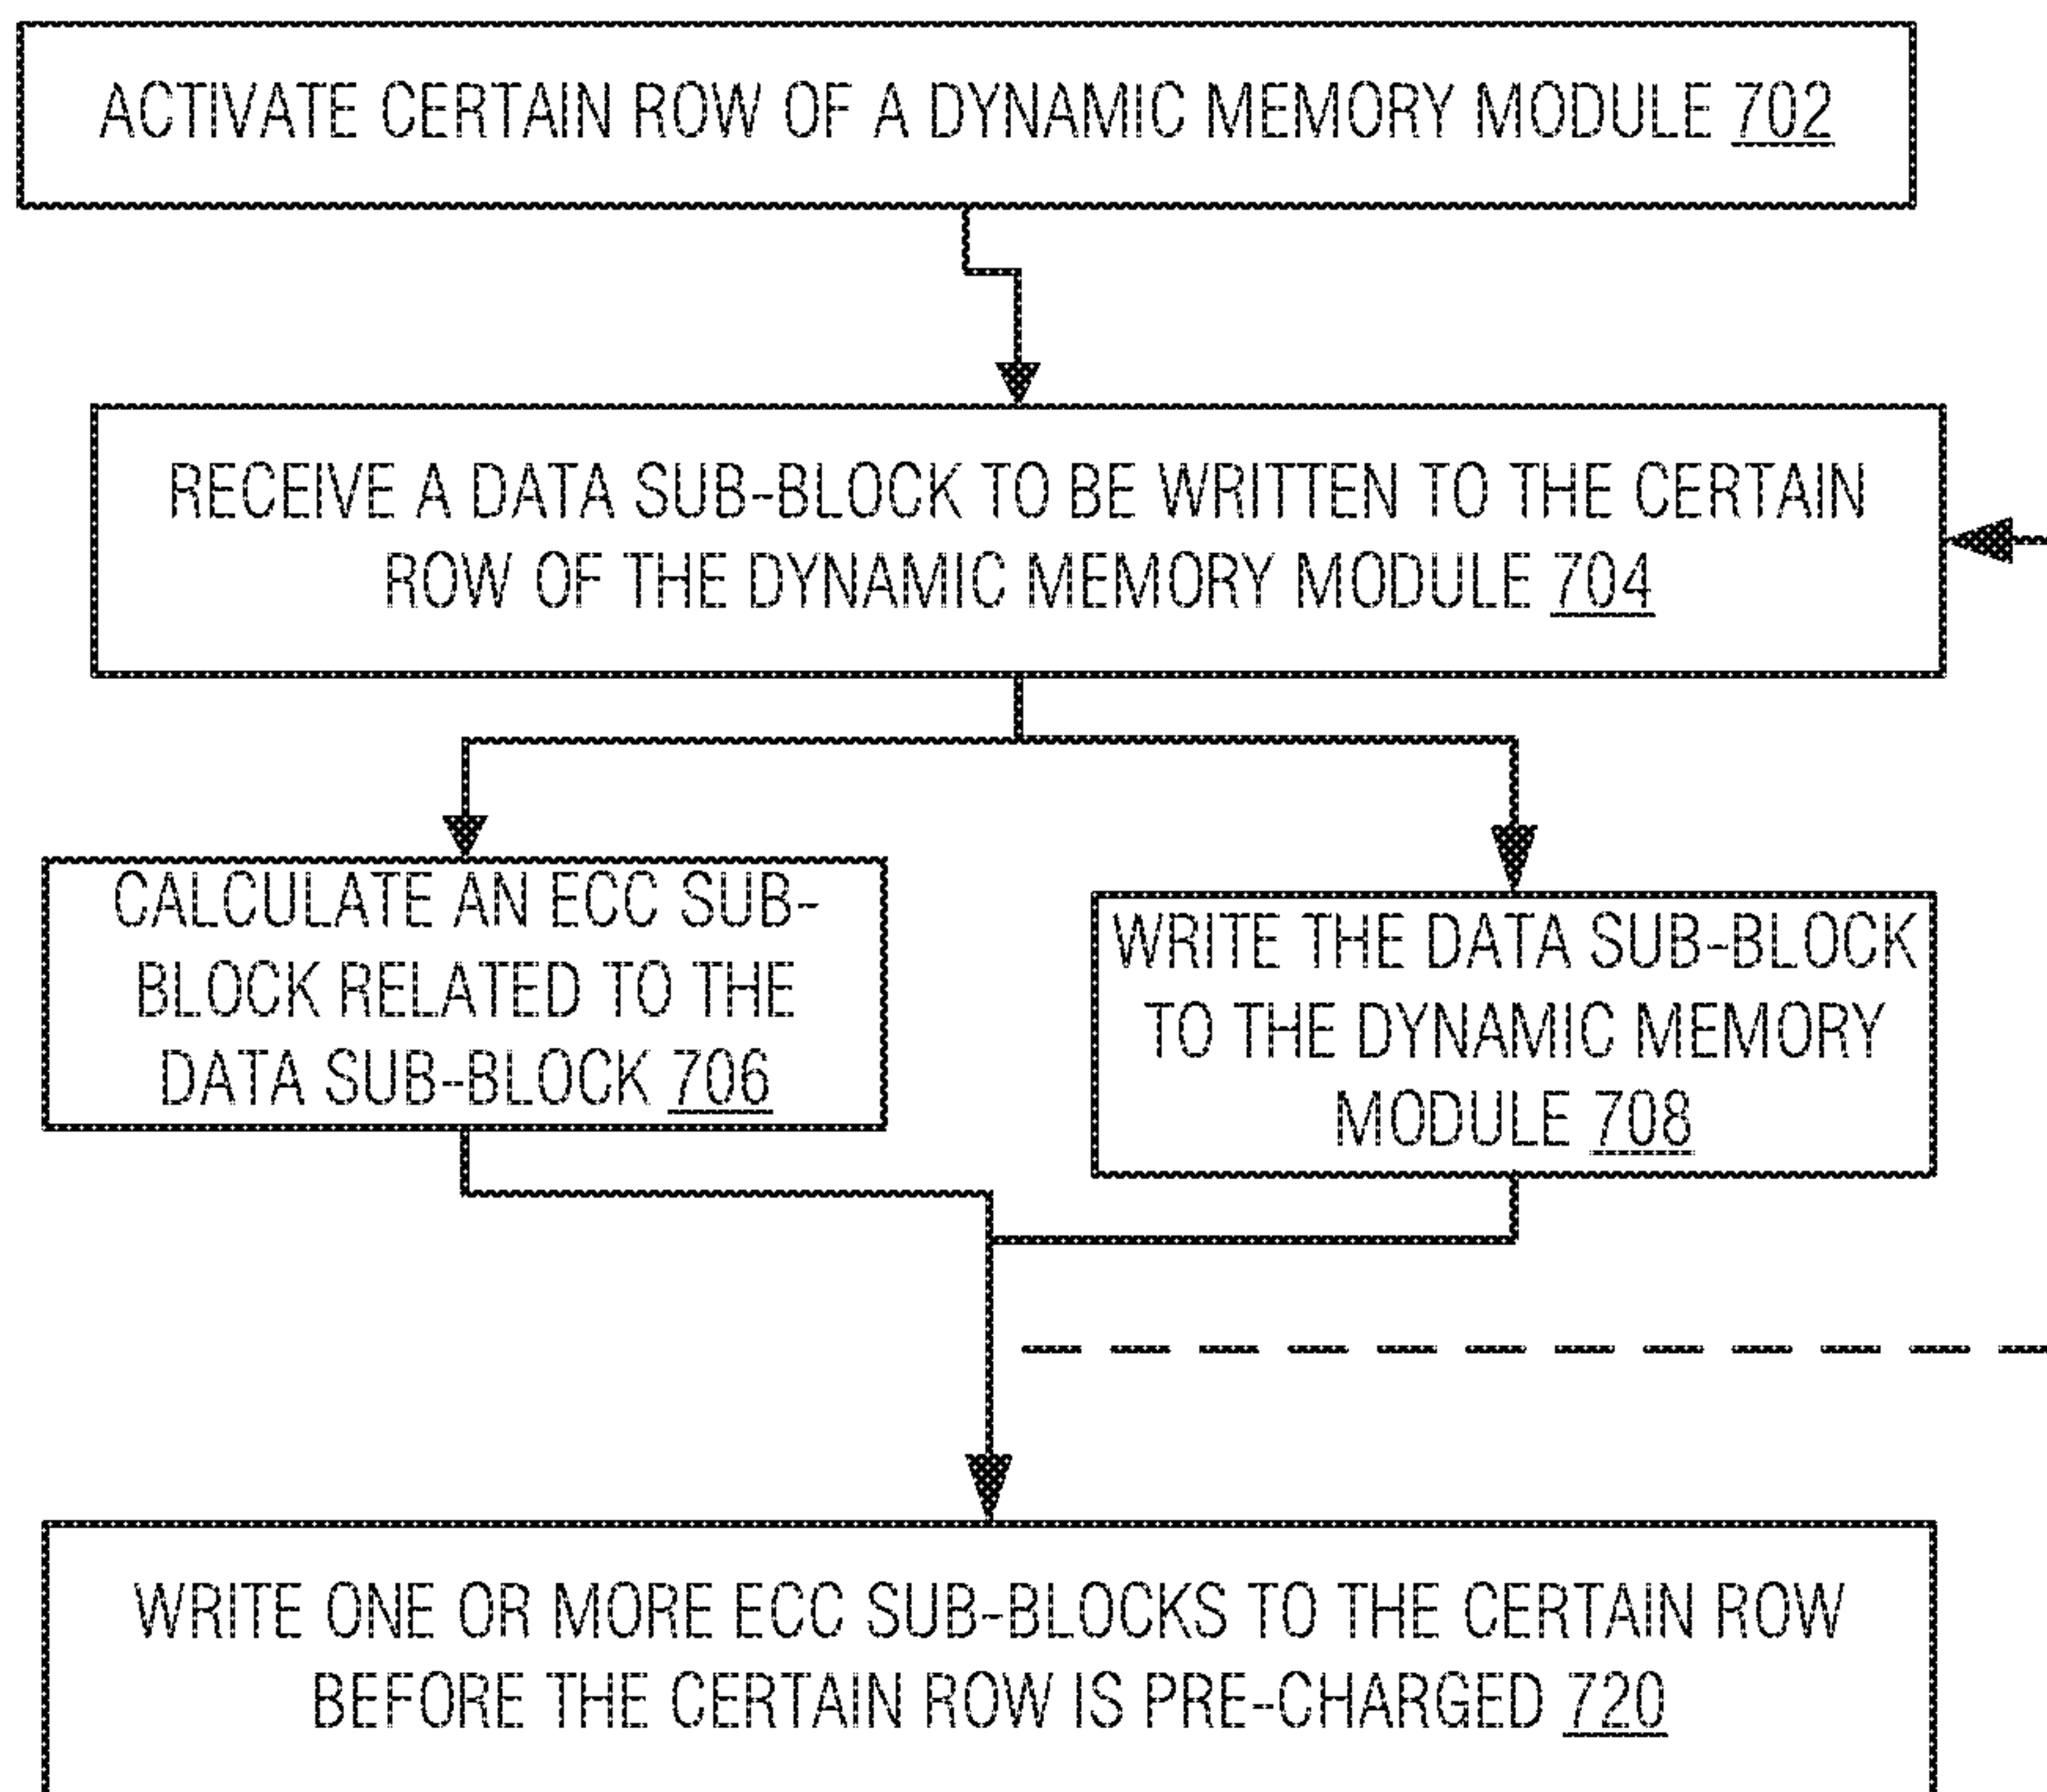 ACTIVATE CERTAIN ROW OF A DYNAMIC MEMORY MODULE 702
RECEIVE A DATA SUB-BLOCK TO BE WRITTEN TO THE CERTAIN
ROW OF THE DYNAMIC MEMORY MODULE 704
CALCULATE AN ECC SUB-
BLOCK RELATED TO THE
DATA SUB-BLOCK 706
WRITE THE DATA SUB-BLOCK
TO THE DYNAMIC MEMORY
MODULE 708
WRITE ONE OR MORE ECC SUB-BLOCKS TO THE CERTAIN ROW
BEFORE THE CERTAIN ROW IS PRE-CHARGED 720